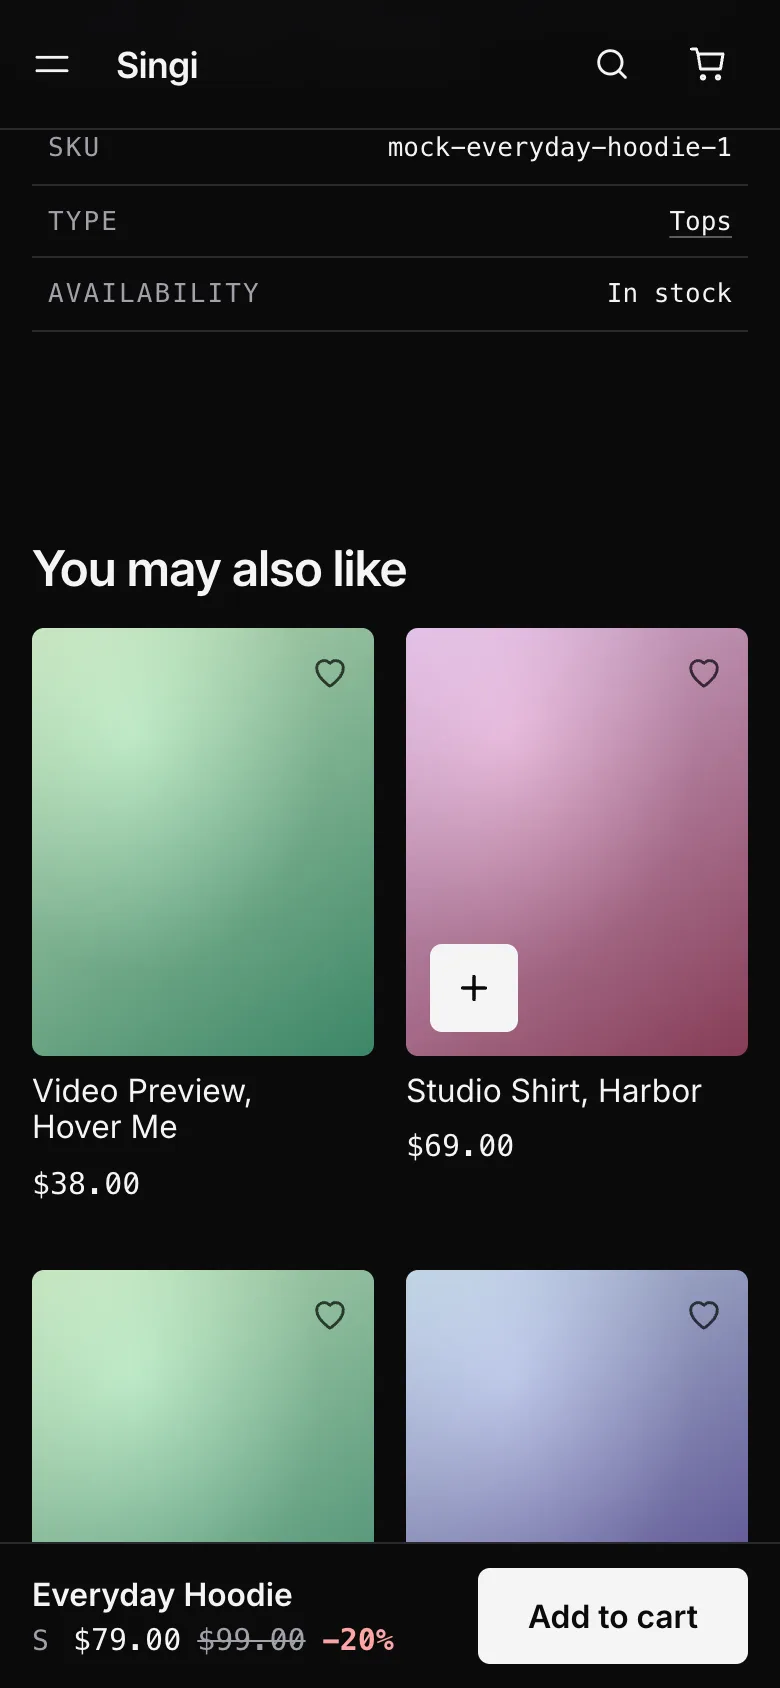 Singi
SKU mock-everyday-hoodie-1
TYPE Tops
AVAILABILITY In stock
You may also like
Video Preview,
Hover Me
$38.00
Studio Shirt, Harbor
$69.00
Everyday Hoodie
S $79.00 $99.00 −20%
Add to cart